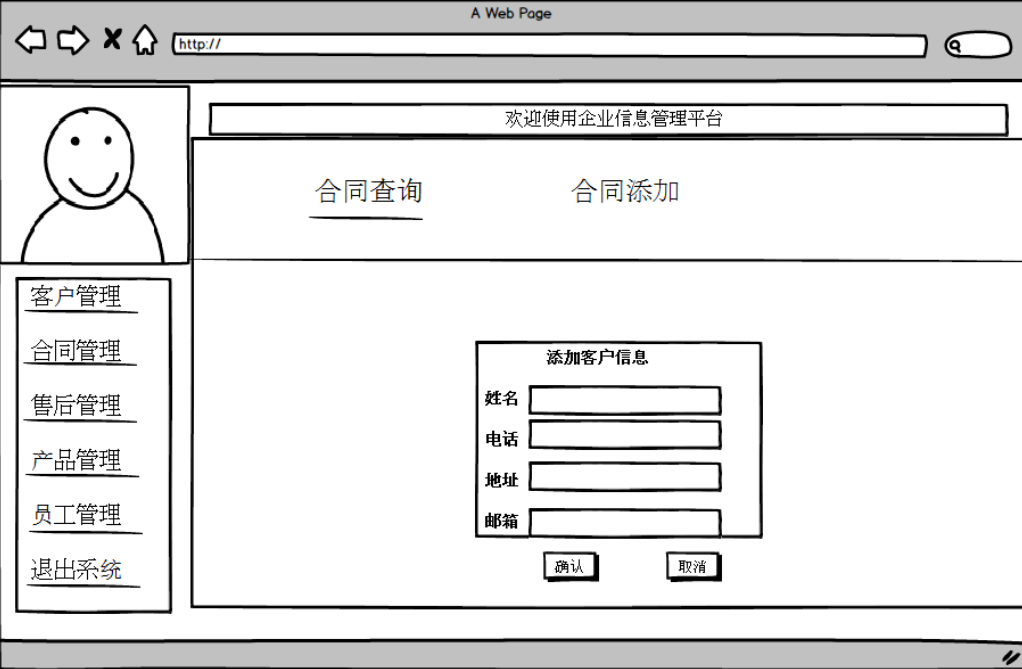 A Web Page
http://
欢迎使用企业信息管理平台
合同查询
合同添加
客户管理
合同管理
售后管理
产品管理
员工管理
退出系统
添加客户信息
姓名
电话
地址
邮箱
确认
取消